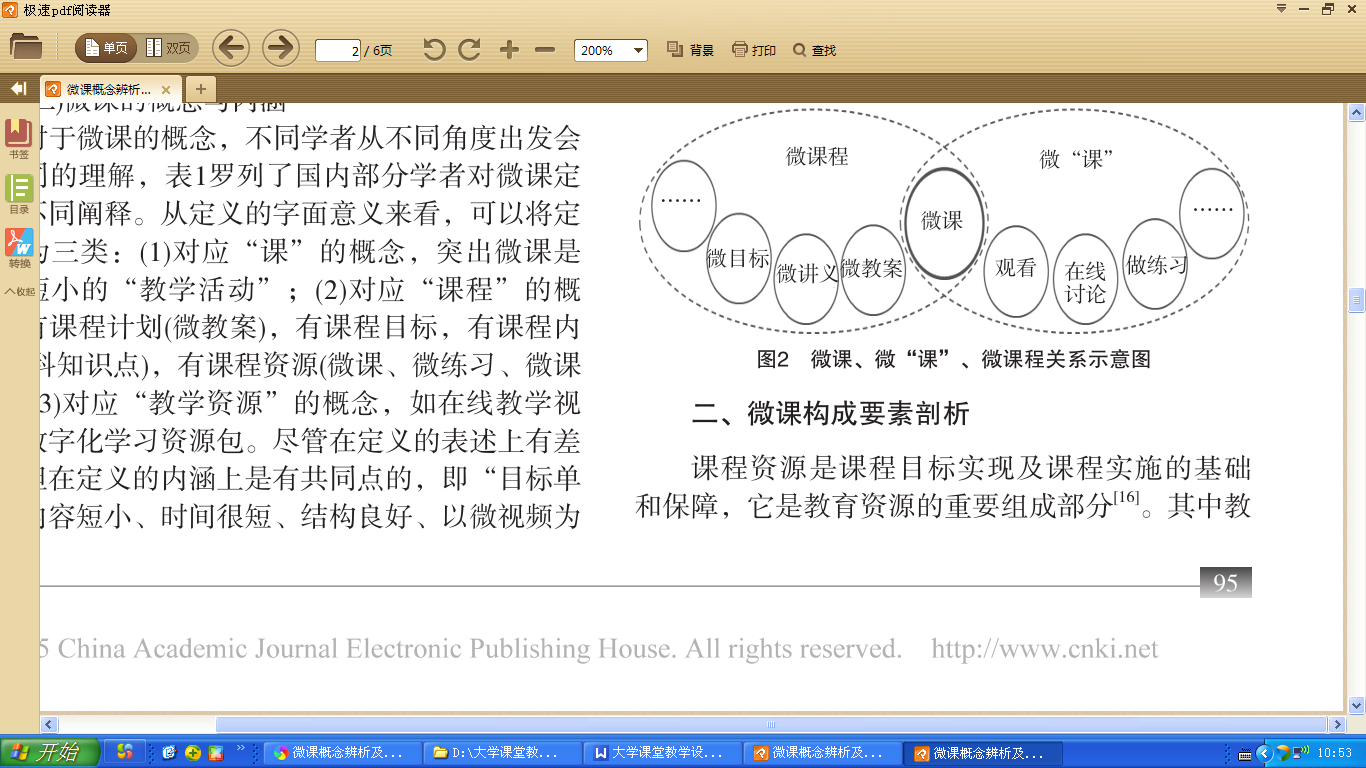 极速pdf阅读器
单页 双页 2 / 6页 200% 背景 打印 查找
微课概念辨析...
书签
目录
转换
收起
)微课的概念与内涵
对于微课的概念，不同学者从不同角度出发会
的理解，表1罗列了国内部分学者对微课定
不同阐释。从定义的字面意义来看，可以将定
为三类：(1)对应“课”的概念，突出微课是
短小的“教学活动”；(2)对应“课程”的概
有课程计划(微教案)，有课程目标，有课程内
科知识点)，有课程资源(微课、微练习、微课
3)对应“教学资源”的概念，如在线教学视
数字化学习资源包。尽管在定义的表述上有差
但在定义的内涵上是有共同点的，即“目标单
内容短小、时间很短、结构良好、以微视频为
微课程
微“课”
……
微目标
微讲义
微教案
微课
观看
在线
讨论
做练习
……
图2 微课、微“课”、微课程关系示意图
二、微课构成要素剖析
课程资源是课程目标实现及课程实施的基础
和保障，它是教育资源的重要组成部分[16]。其中教
95
5 China Academic Journal Electronic Publishing House. All rights reserved. http://www.cnki.net
开始 微课概念辨析及... D:\大学课堂教... 大学课堂教学设... 微课概念辨析及... 微课概念辨析及... 10:53